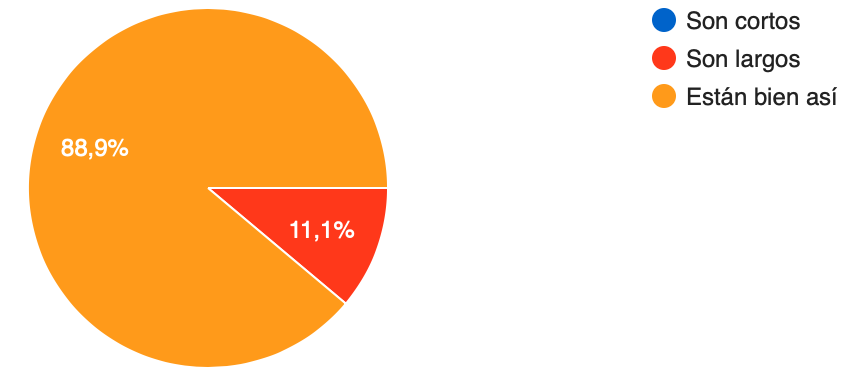 Son cortos
Son largos
Están bien así
88,9%
11,1%